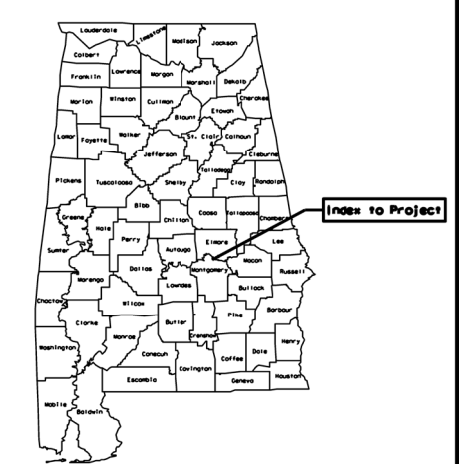 Lauderdale
Limestone
Madison
Jackson
Colbert
Lawrence
Morgan
Franklin
Marshall
Dekalb
Marion
Winston
Cullman
Cherokee
Etowah
Blount
Lamar
Fayette
Walker
St. Clair
Calhoun
Jefferson
Cleburne
Talladega
Pickens
Tuscaloosa
Shelby
Clay
Randolph
Bibb
Coosa
Tallapoosa
Chambers
Index to Project
Greene
Hale
Chilton
Perry
Elmore
Lee
Sumter
Autauga
Macon
Dallas
Montgomery
Russell
Marengo
Lowndes
Bullock
Choctaw
Wilcox
Barbour
Clarke
Butler
Pike
Monroe
Crenshaw
Henry
Washington
Conecuh
Coffee
Dale
Covington
Escambia
Geneva
Houston
Mobile
Baldwin